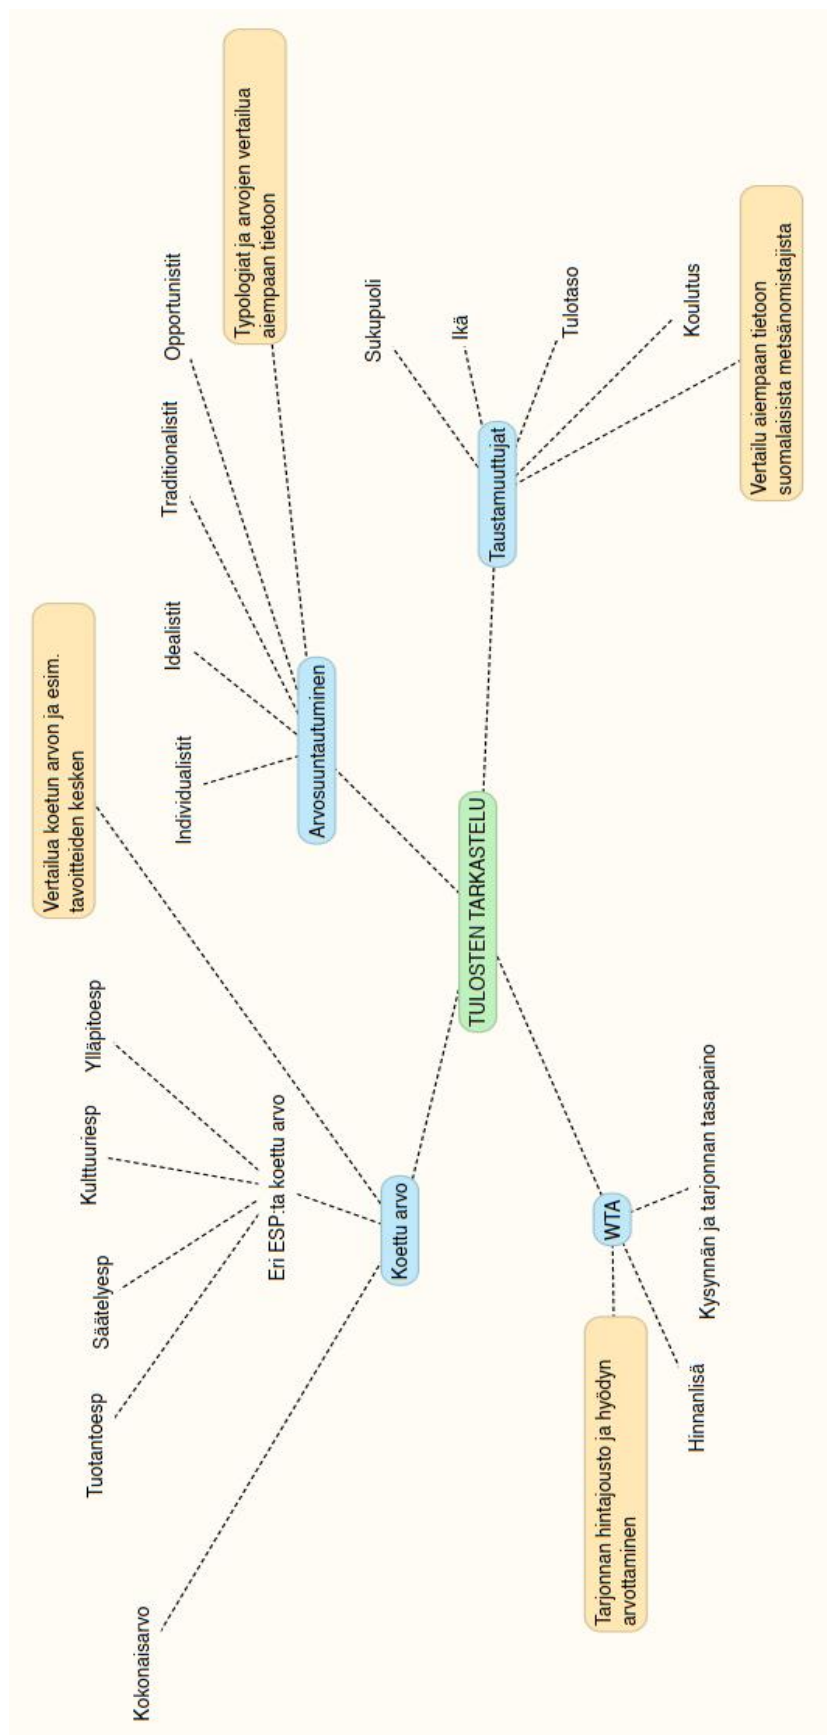 Kokonaisarvo
Tuotantoesp
Säätelyesp
Kulttuuriesp
Ylläpitoesp
Eri ESP:ta koettu arvo
Koettu arvo
Vertailua koetun arvon ja esim.
tavoitteiden kesken
Individualistit
Idealistit
Traditionalistit
Opportunistit
Typologiat ja arvojen vertailua
aiempaan tietoon
Arvosuuntautuminen
TULOSTEN TARKASTELU
Sukupuoli
Ikä
Tulotaso
Koulutus
Taustamuuttujat
Vertailu aiempaan tietoon
suomalaisista metsänomistajista
WTA
Tarjonnan hintajousto ja hyödyn
arvottaminen
Hinnanlisä
Kysynnän ja tarjonnan tasapaino